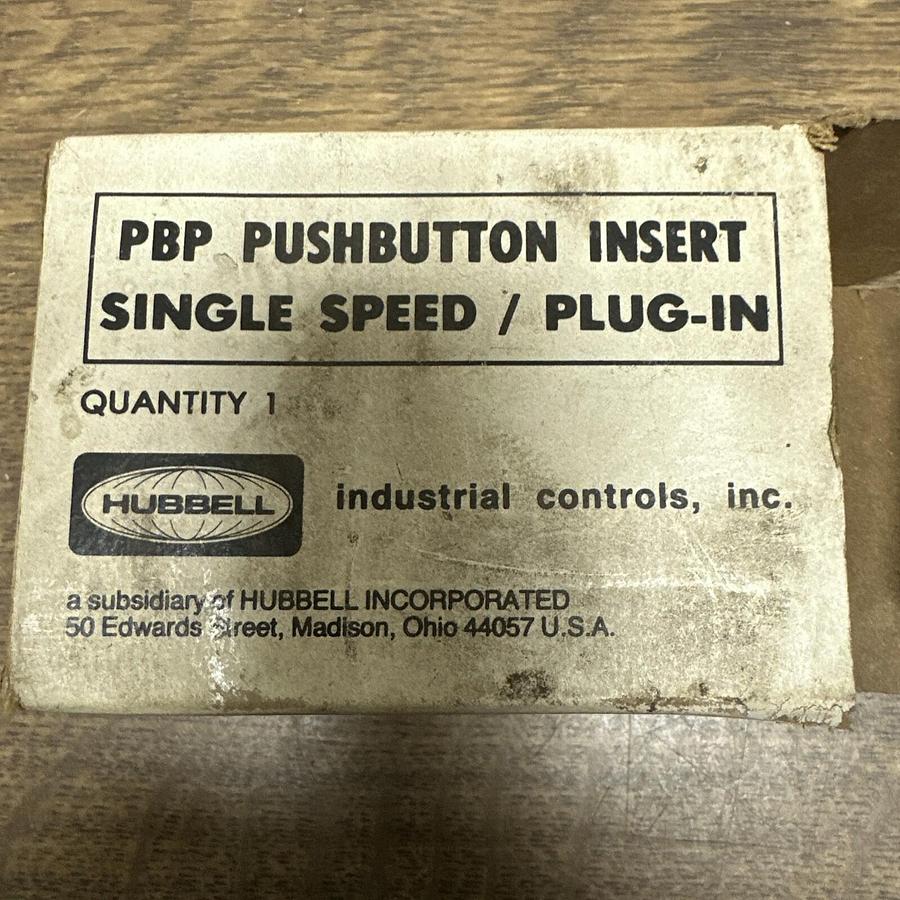 PBP PUSHBUTTON INSERT
SINGLE SPEED / PLUG-IN
QUANTITY 1
HUBBELL industrial controls, inc.
a subsidiary of HUBBELL INCORPORATED
50 Edwards Street, Madison, Ohio 44057 U.S.A.